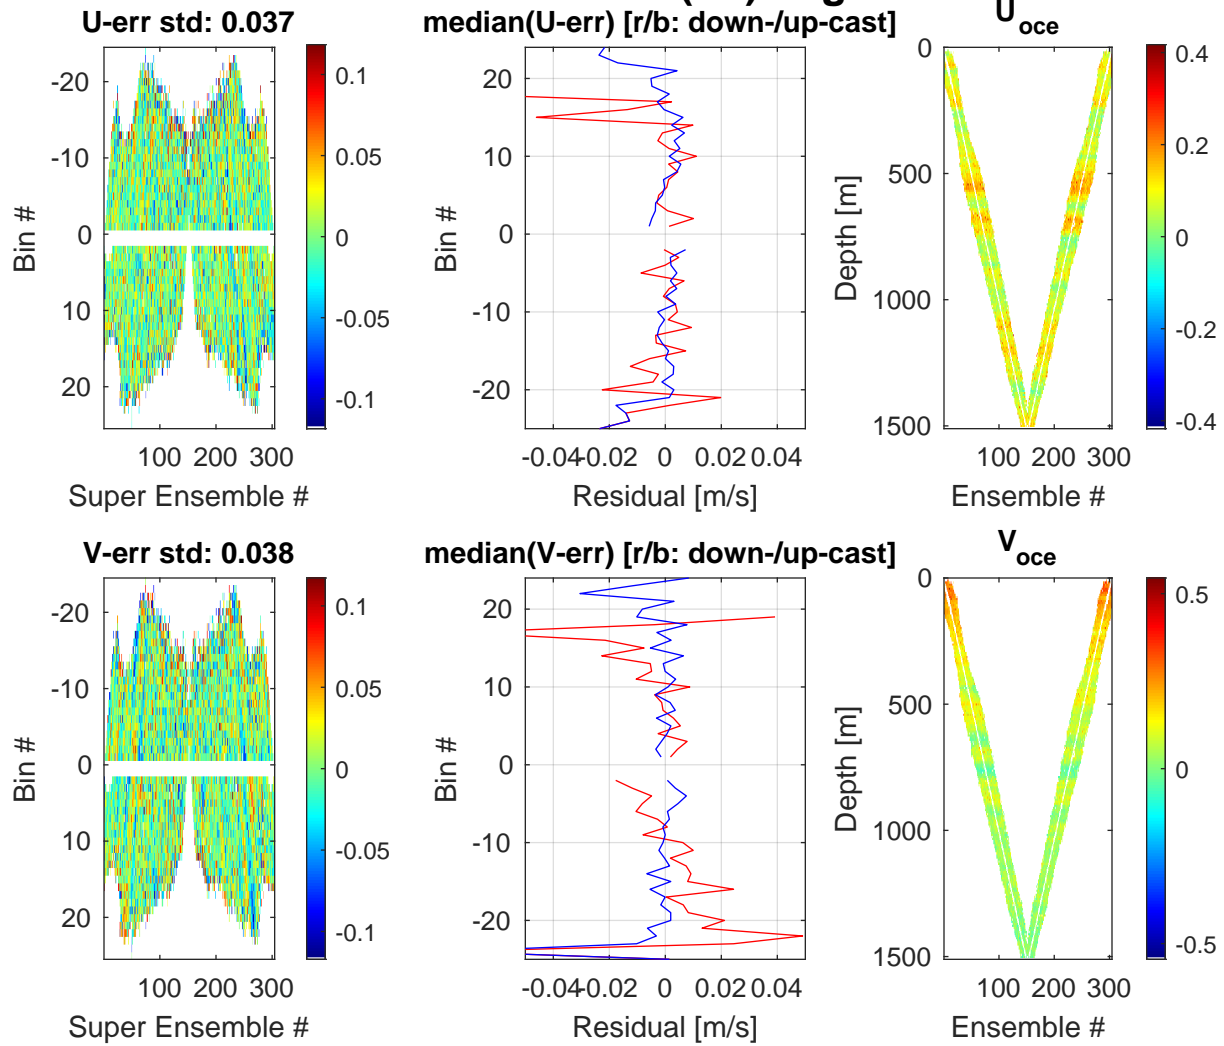 U-err std: 0.037
median(U-err) [r/b: down-/up-cast]
U oce
-20
-10
0
10
20
Bin #
100 200 300
Super Ensemble #
0.1
0.05
0
-0.05
-0.1
20
10
0
-10
-20
Bin #
-0.04 -0.02 0 0.02 0.04
Residual [m/s]
0
500
1000
1500
Depth [m]
100 200 300
Ensemble #
0.4
0.2
0
-0.2
-0.4
V-err std: 0.038
median(V-err) [r/b: down-/up-cast]
V oce
-20
-10
0
10
20
Bin #
100 200 300
Super Ensemble #
0.1
0.05
0
-0.05
-0.1
20
10
0
-10
-20
Bin #
-0.04 -0.02 0 0.02 0.04
Residual [m/s]
0
500
1000
1500
Depth [m]
100 200 300
Ensemble #
0.5
0
-0.5